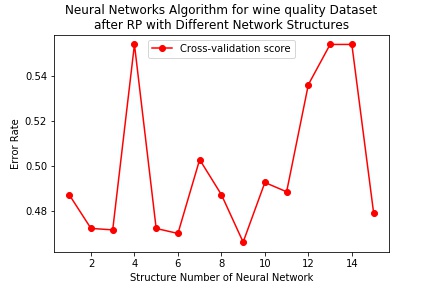 Neural Networks Algorithm for wine quality Dataset
after RP with Different Network Structures
Cross-validation score
Error Rate
0.54
0.52
0.50
0.48
2 4 6 8 10 12 14
Structure Number of Neural Network